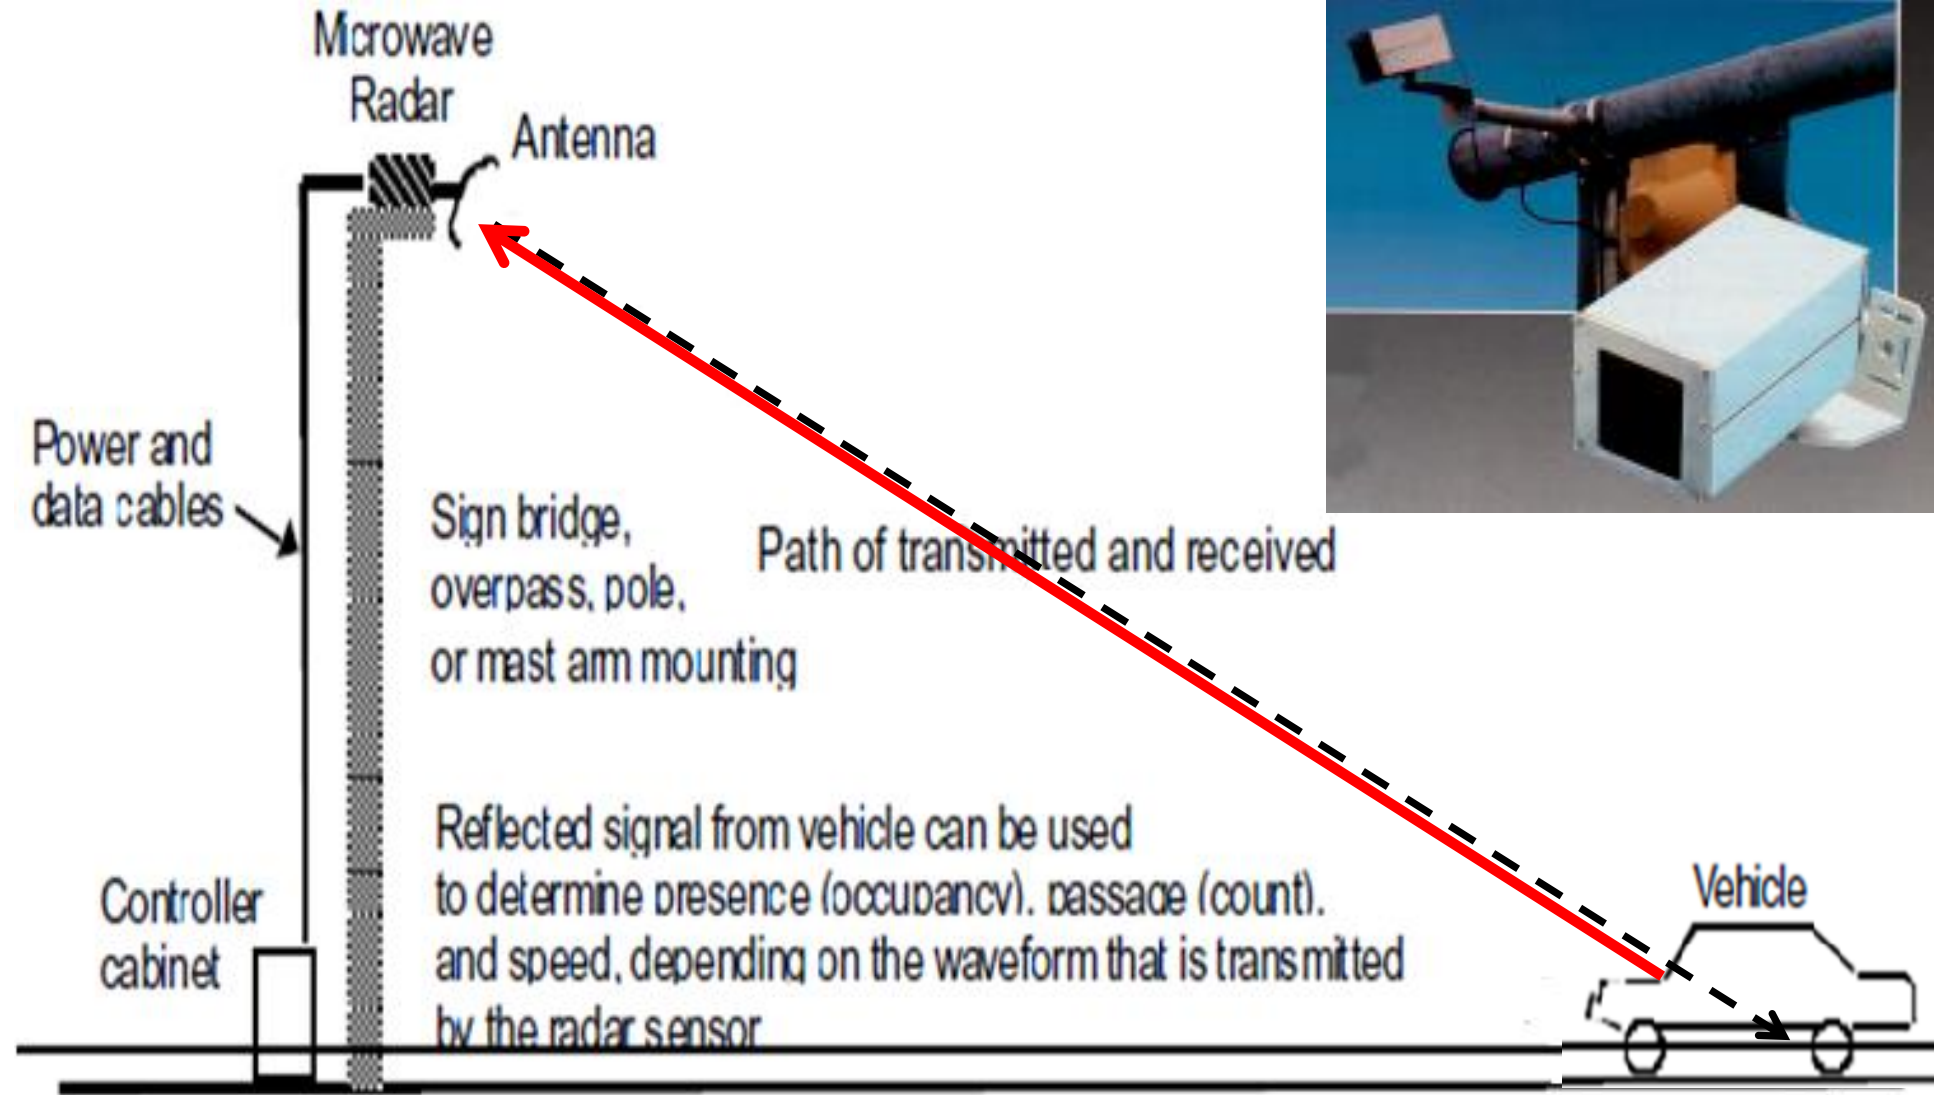 Microwave
Radar
Antenna
Power and
data cables
Sign bridge,
overpass, pole,
or mast arm mounting
Path of transmitted and received
Reflected signal from vehicle can be used
to determine presence (occupancy), passage (count),
and speed, depending on the waveform that is transmitted
by the radar sensor
Controller
cabinet
Vehicle